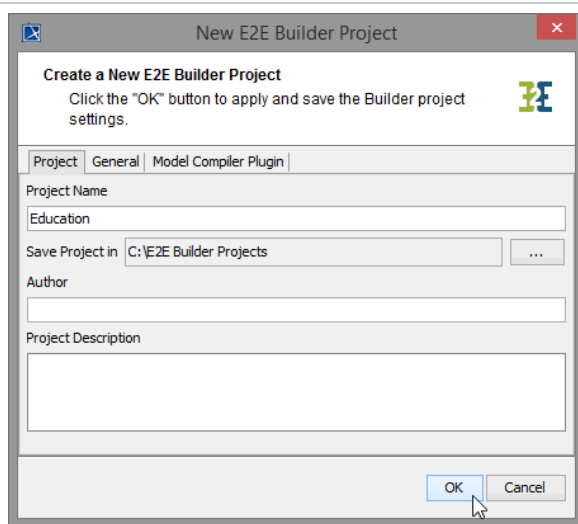 New E2E Builder Project
Create a New E2E Builder Project
Click the "OK" button to apply and save the Builder project
settings.
E2E
Project General Model Compiler Plugin
Project Name
Education
Save Project in C:\E2E Builder Projects ...
Author
Project Description
OK Cancel